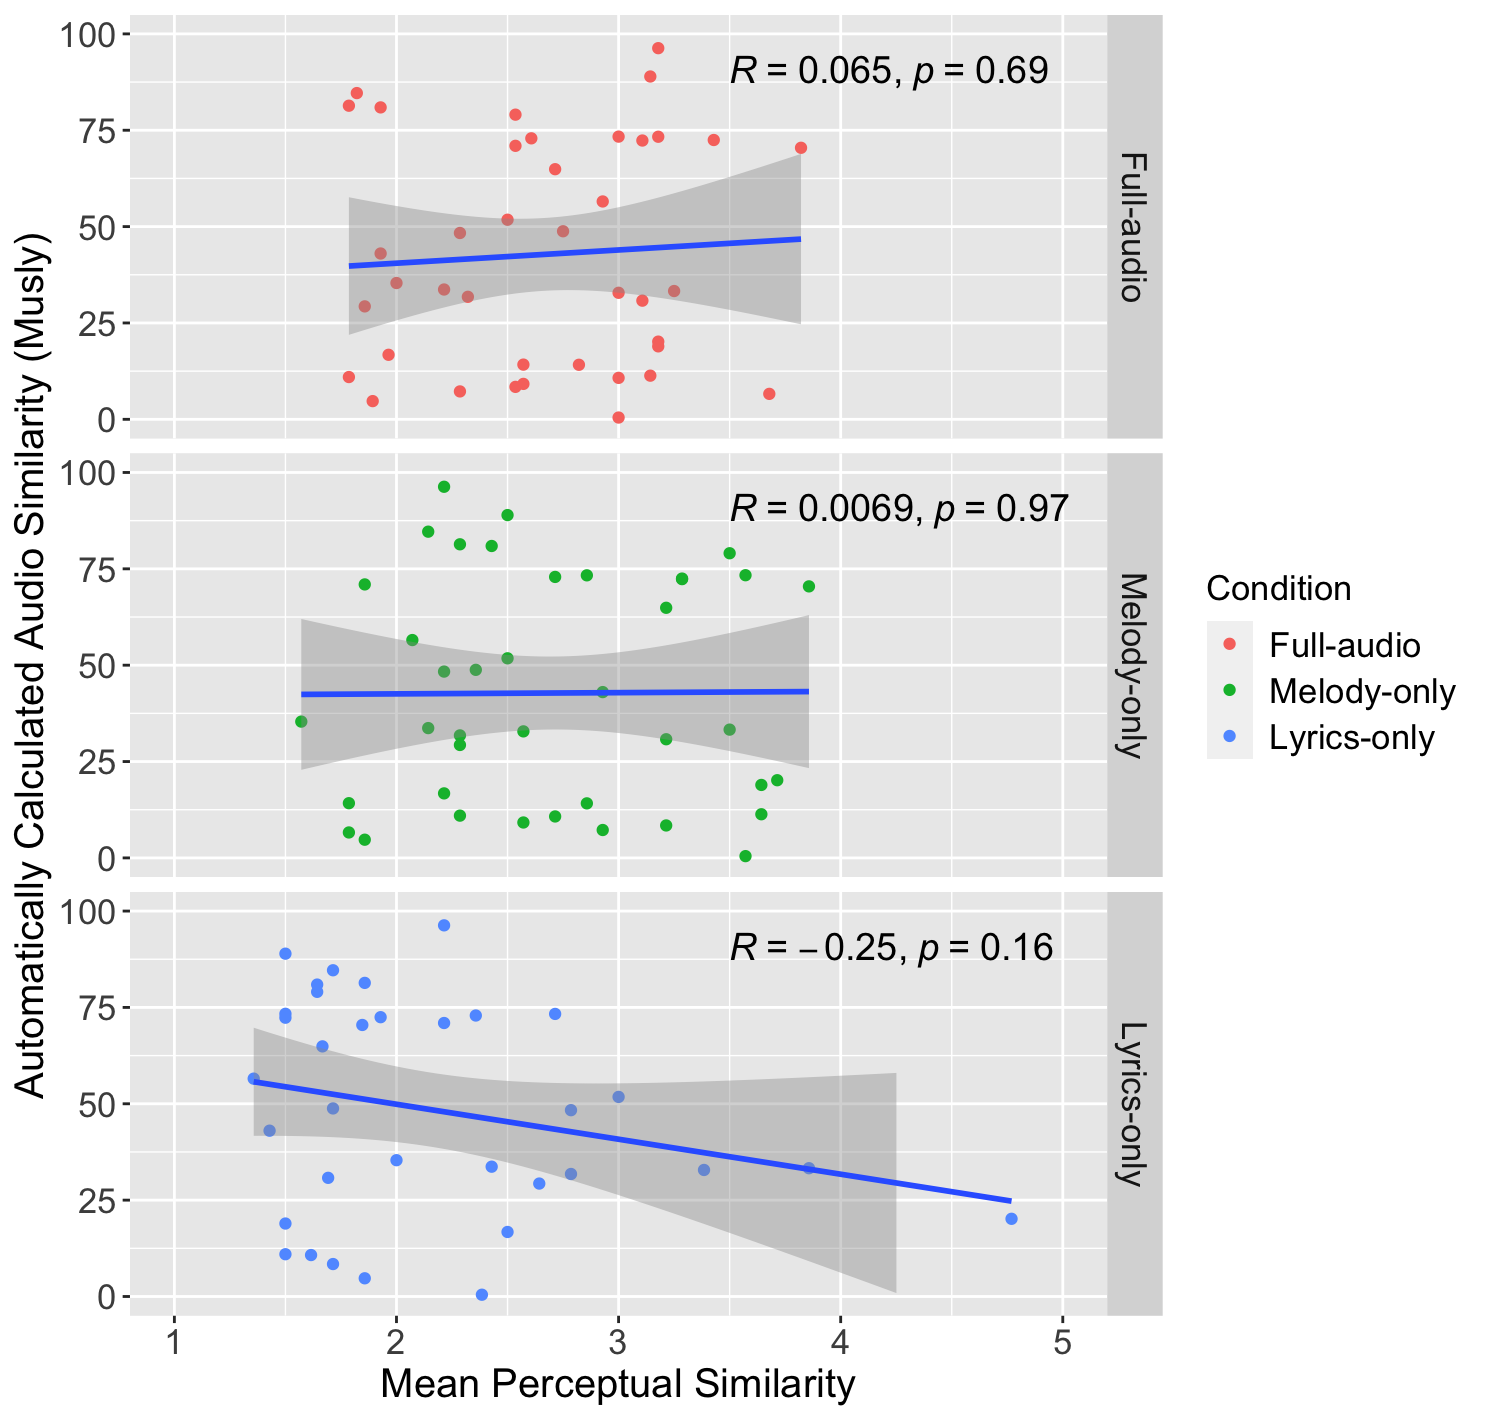 Automatically Calculated Audio Similarity (Musly)
100
75
50
25
0
R = 0.065, p = 0.69
Full-audio
100
75
50
25
0
R = 0.0069, p = 0.97
Melody-only
100
75
50
25
0
R = −0.25, p = 0.16
Lyrics-only
1 2 3 4 5
Mean Perceptual Similarity
Condition
Full-audio
Melody-only
Lyrics-only